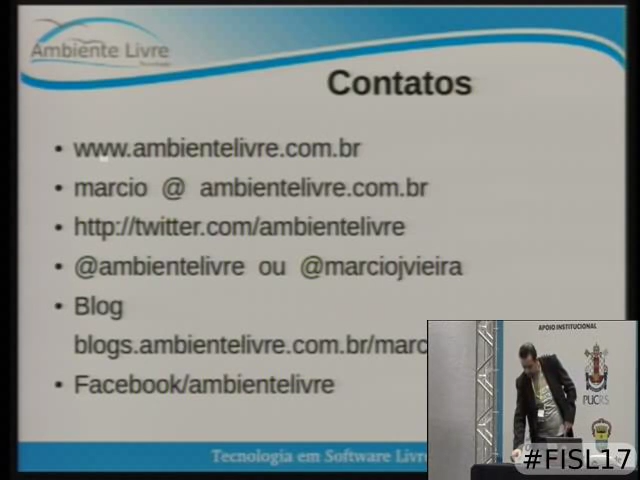 Ambiente Livre
Tecnologia
Contatos
• www.ambientelivre.com.br
• marcio @ ambientelivre.com.br
• http://twitter.com/ambientelivre
• @ambientelivre ou @marciojvieira
• Blog
blogs.ambientelivre.com.br/marc
• Facebook/ambientelivre
Tecnologia em Software Livre
APOIO INSTITUCIONAL
PUCRS
#FISL17